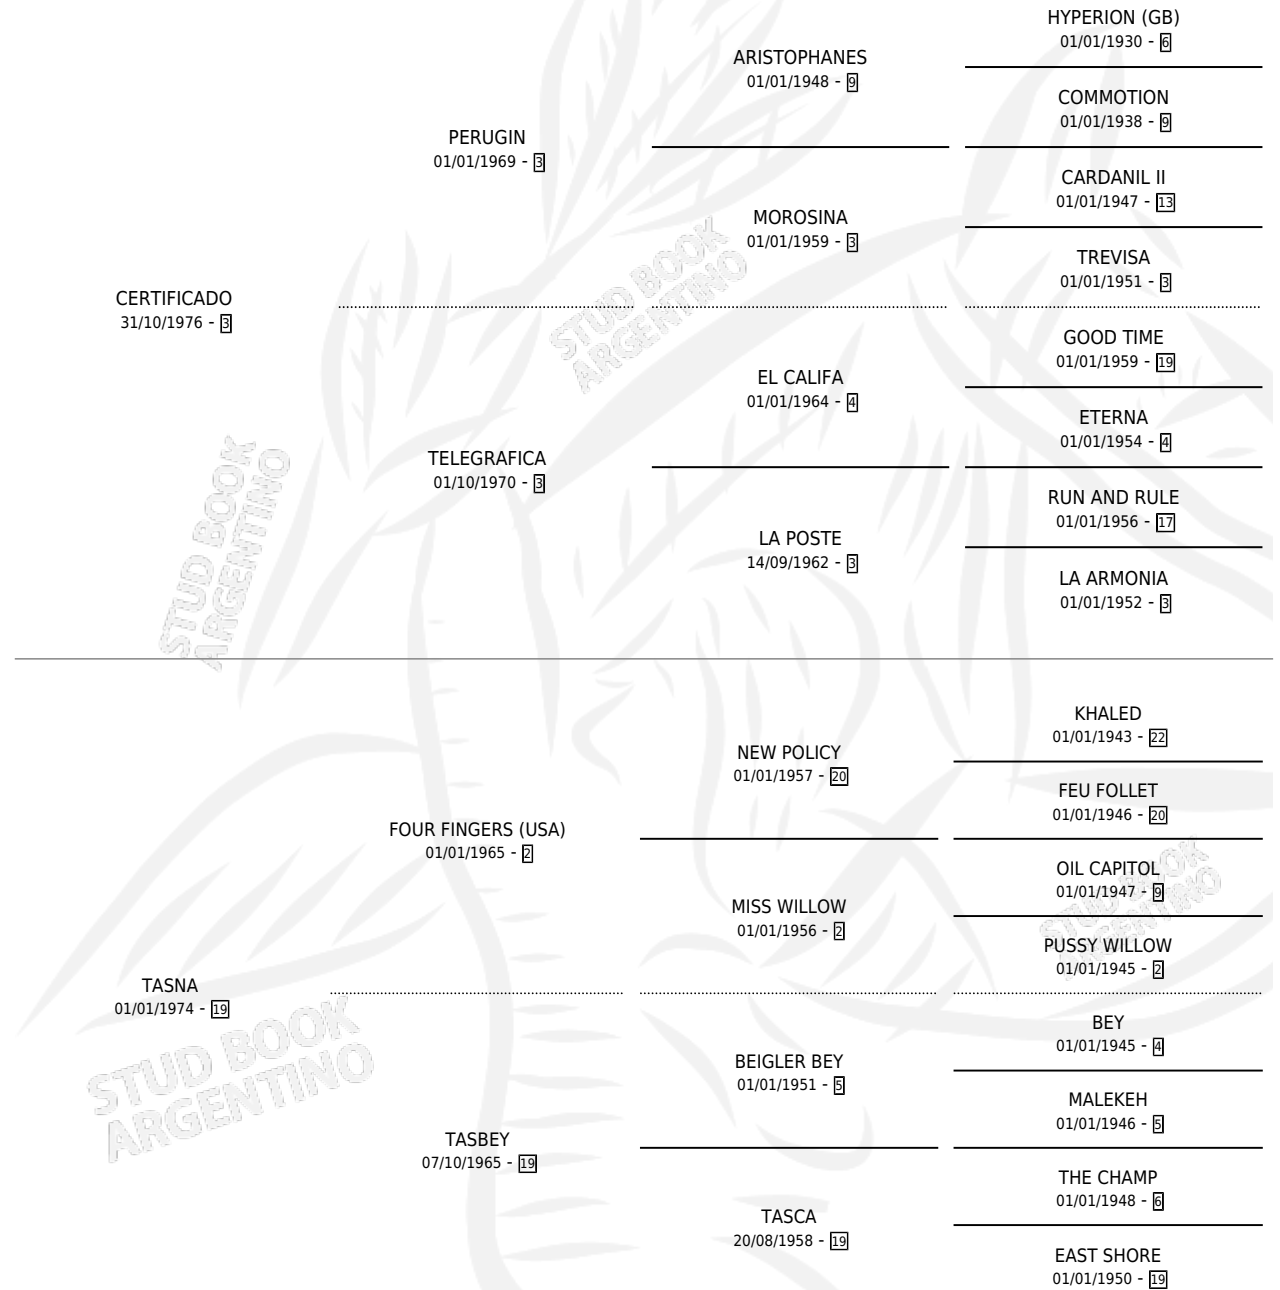 HYPERION (GB)
01/01/1930 - 6
ARISTOPHANES
01/01/1948 - 9
COMMOTION
01/01/1938 - 9
PERUGIN
01/01/1969 - 3
CARDANIL II
01/01/1947 - 13
MOROSINA
01/01/1959 - 3
TREVISA
01/01/1951 - 3
CERTIFICADO
31/10/1976 - 3
GOOD TIME
01/01/1959 - 19
EL CALIFA
01/01/1964 - 4
ETERNA
01/01/1954 - 4
TELEGRAFICA
01/10/1970 - 3
RUN AND RULE
01/01/1956 - 17
LA POSTE
14/09/1962 - 3
LA ARMONIA
01/01/1952 - 3
STUD BOOK
ARGENTINO
STUD BOOK
ARGENTINO
KHALED
01/01/1943 - 22
NEW POLICY
01/01/1957 - 20
FEU FOLLET
01/01/1946 - 20
FOUR FINGERS (USA)
01/01/1965 - 2
OIL CAPITOL
01/01/1947 - 9
MISS WILLOW
01/01/1956 - 2
PUSSY WILLOW
01/01/1945 - 2
TASNA
01/01/1974 - 19
BEY
01/01/1945 - 4
BEIGLER BEY
01/01/1951 - 5
MALEKEH
01/01/1946 - 5
TASBEY
07/10/1965 - 19
THE CHAMP
01/01/1948 - 6
TASCA
20/08/1958 - 19
EAST SHORE
01/01/1950 - 19
STUD BOOK
ARGENTINO
STUD BOOK
ARGENTINO